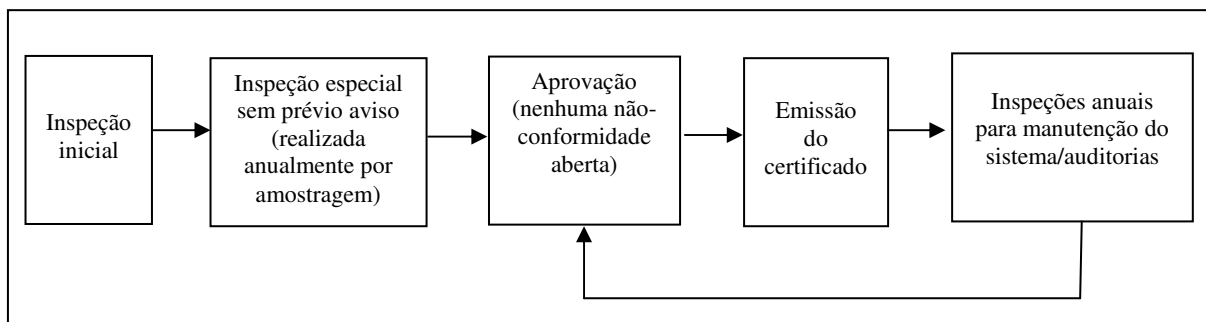 Inspeção
inicial
Inspeção especial
sem prévio aviso
(realizada
anualmente por
amostragem)
Aprovação
(nenhuma não-
conformidade
aberta)
Emissão
do
certificado
Inspeções anuais
para manutenção do
sistema/auditorias